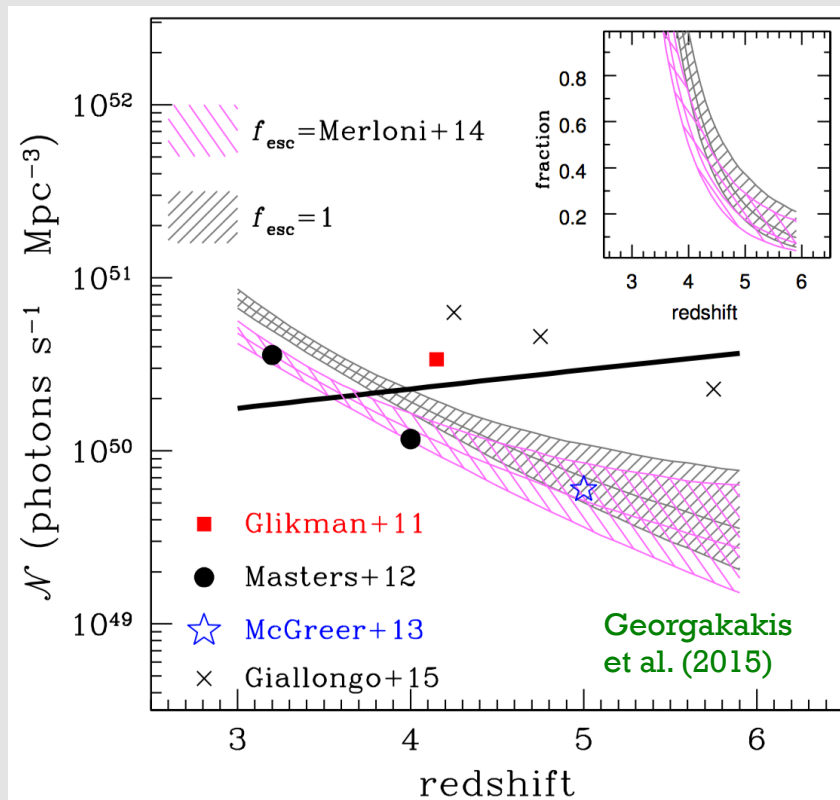 10⁵²
10⁵¹
10⁵⁰
10⁴⁹
𝒩 (photons s⁻¹ Mpc⁻³)
f_esc=Merloni+14
f_esc=1
Glikman+11
Masters+12
McGreer+13
Giallongo+15
Georgakakis
et al. (2015)
3 4 5 6
redshift
fraction
0.8
0.6
0.4
0.2
3 4 5 6
redshift